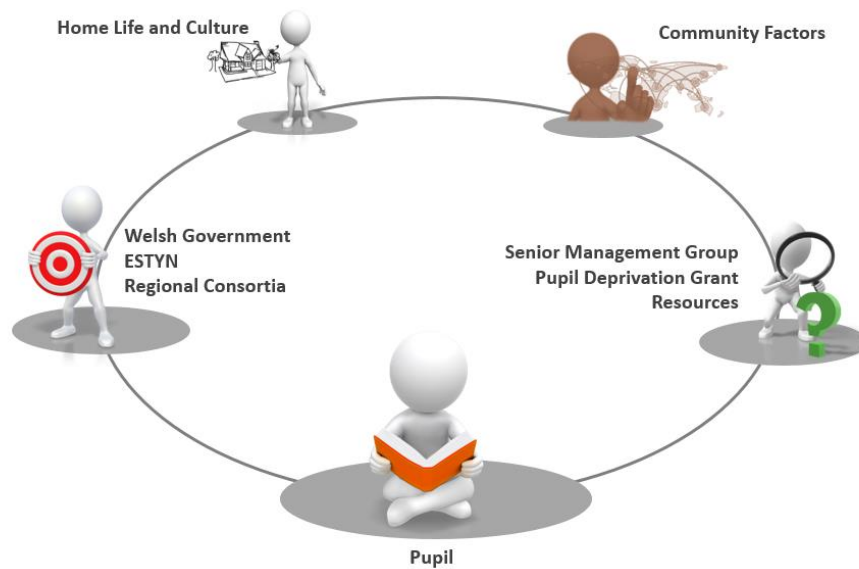 Home Life and Culture
Community Factors
Welsh Government
ESTYN
Regional Consortia
Senior Management Group
Pupil Deprivation Grant
Resources
Pupil